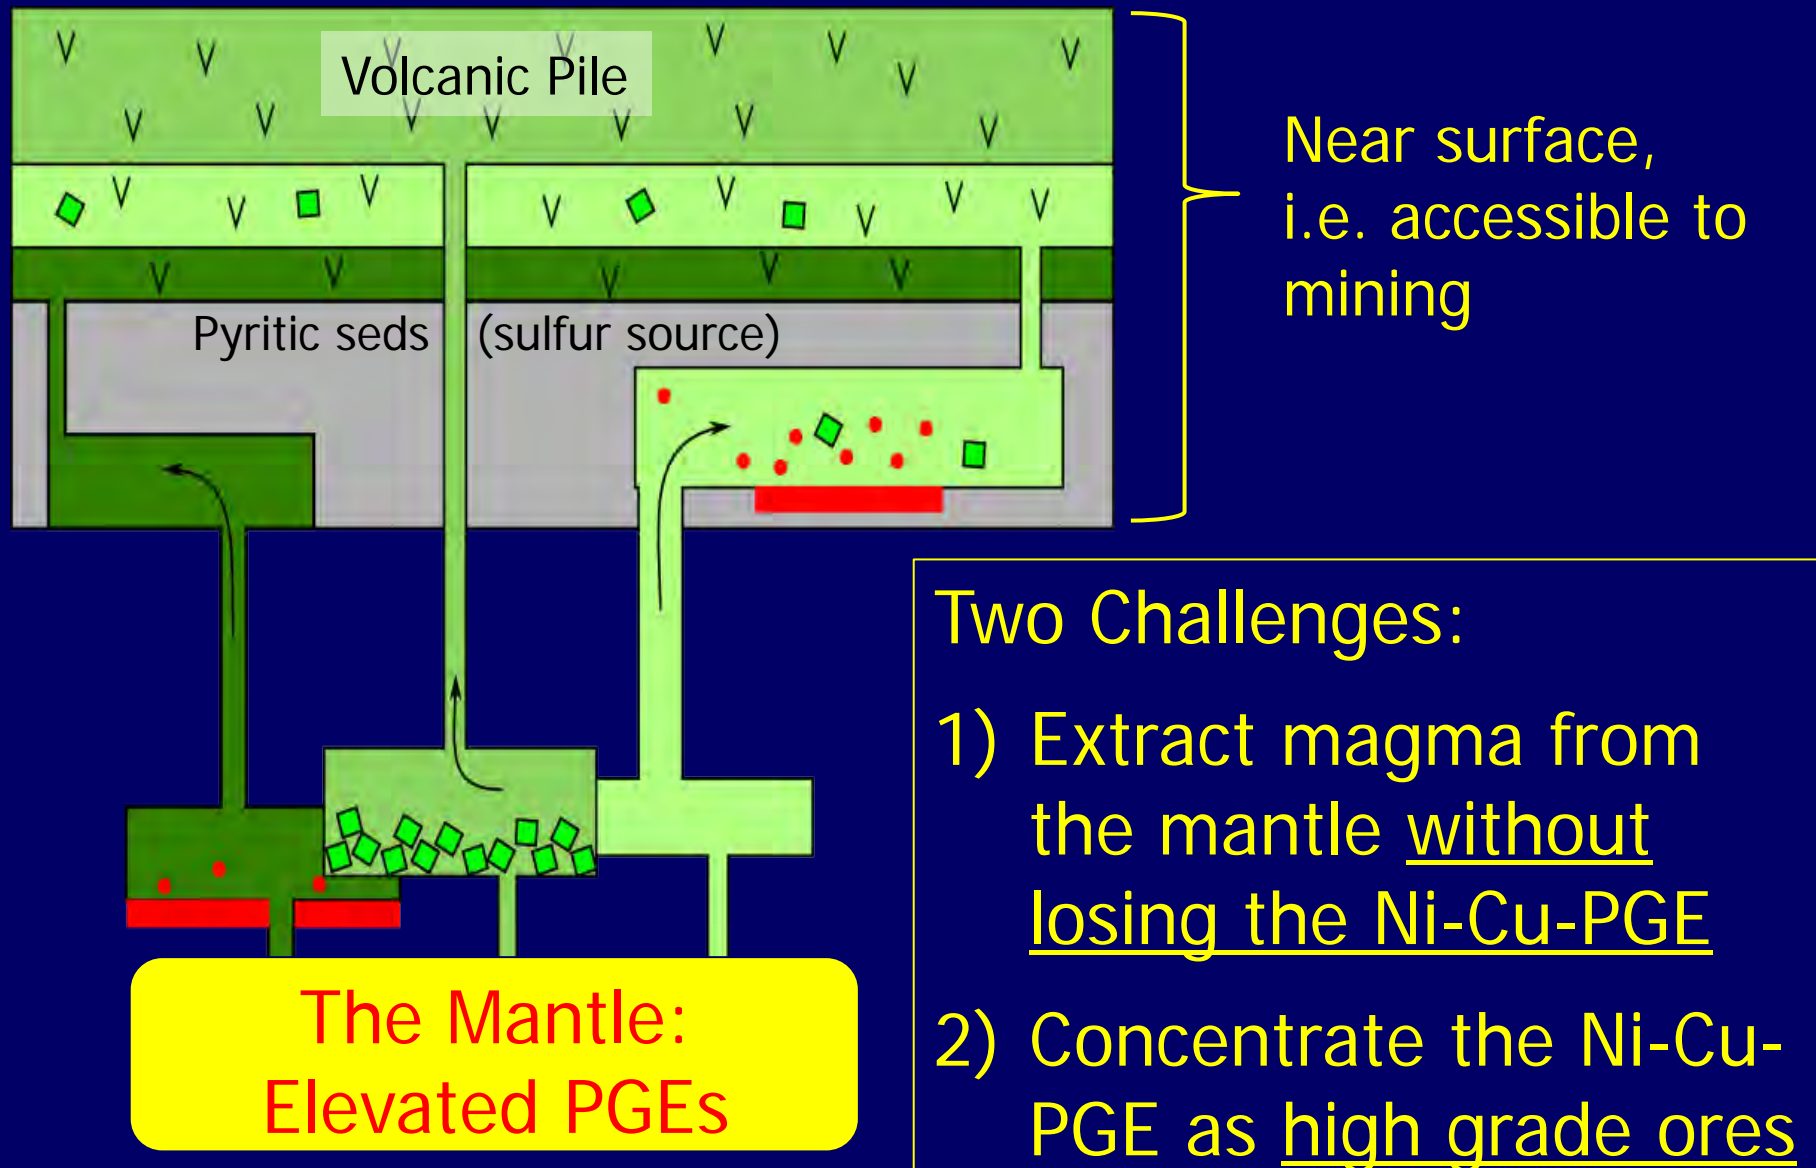 Volcanic Pile
Near surface,
i.e. accessible to
mining
Pyritic seds (sulfur source)
Two Challenges:
1) Extract magma from
the mantle without
losing the Ni-Cu-PGE
2) Concentrate the Ni-Cu-
PGE as high grade ores
The Mantle:
Elevated PGEs